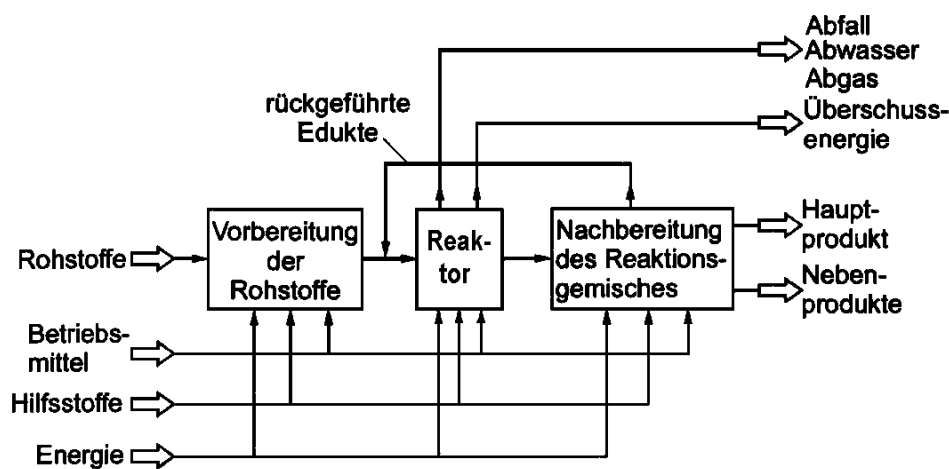 Abfall
Abwasser
Abgas
Überschuss-
energie
rückgeführte
Edukte
Rohstoffe
Vorbereitung
der
Rohstoffe
Reak-
tor
Nachbereitung
des Reaktions-
gemisches
Haupt-
produkt
Neben-
produkte
Betriebs-
mittel
Hilfsstoffe
Energie